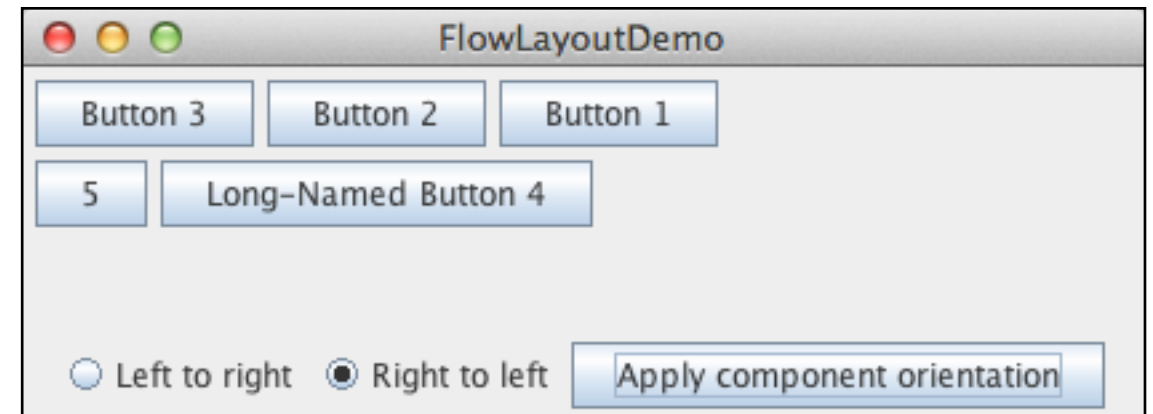 FlowLayoutDemo
Button 3 Button 2 Button 1
5 Long-Named Button 4
Left to right Right to left Apply component orientation